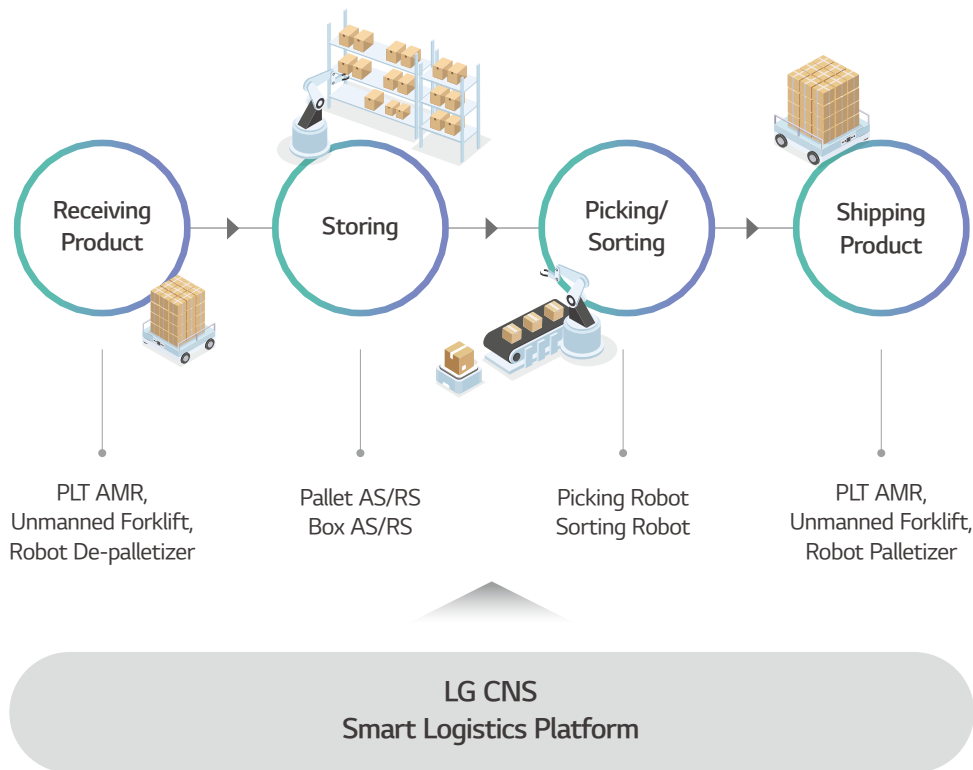 Receiving
Product
Storing
Picking/
Sorting
Shipping
Product
PLT AMR,
Unmanned Forklift,
Robot De-palletizer
Pallet AS/RS
Box AS/RS
Picking Robot
Sorting Robot
PLT AMR,
Unmanned Forklift,
Robot Palletizer
LG CNS
Smart Logistics Platform